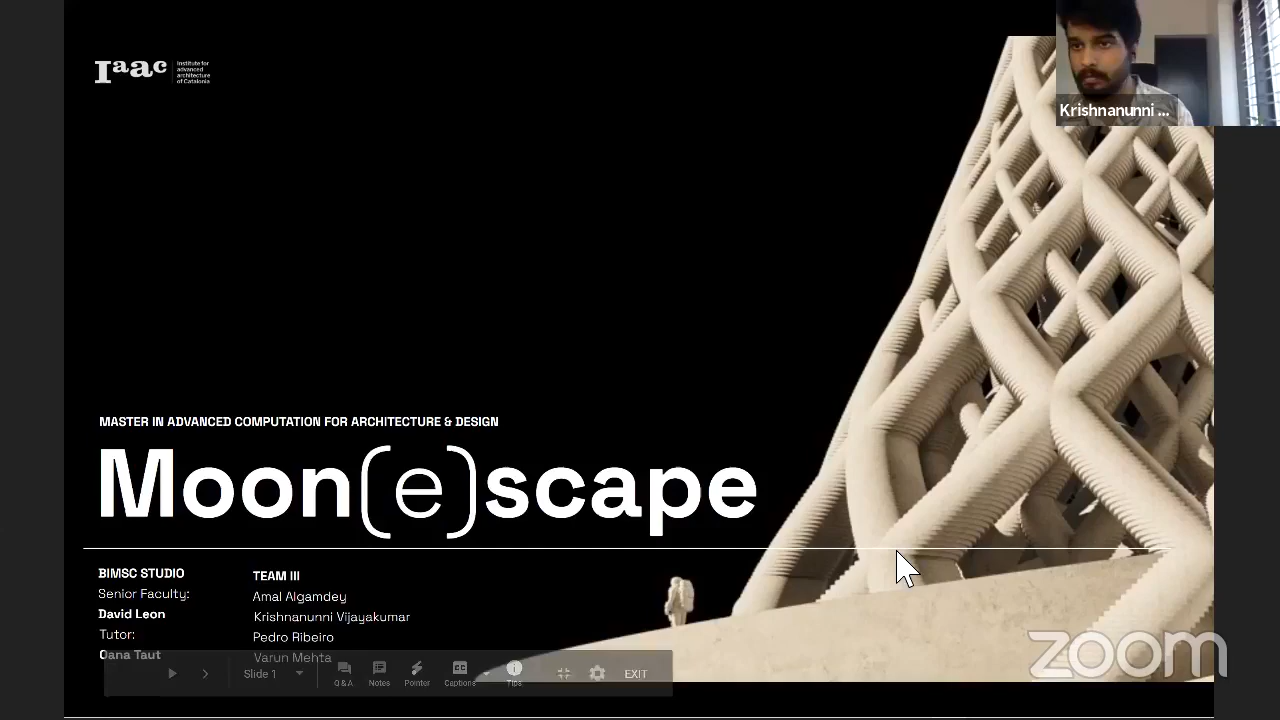 Iaac
Institute for
advanced
architecture
of Catalonia
Krishnanunni ...
MASTER IN ADVANCED COMPUTATION FOR ARCHITECTURE & DESIGN
Moon(e)scape
BIMSC STUDIO
Senior Faculty:
David Leon
Tutor:
Oana Taut
TEAM III
Amal Algamdey
Krishnanunni Vijayakumar
Pedro Ribeiro
Varun Mehta
Slide 1
Q & A
Notes
Pointer
Captions
Tips
EXIT
zoom